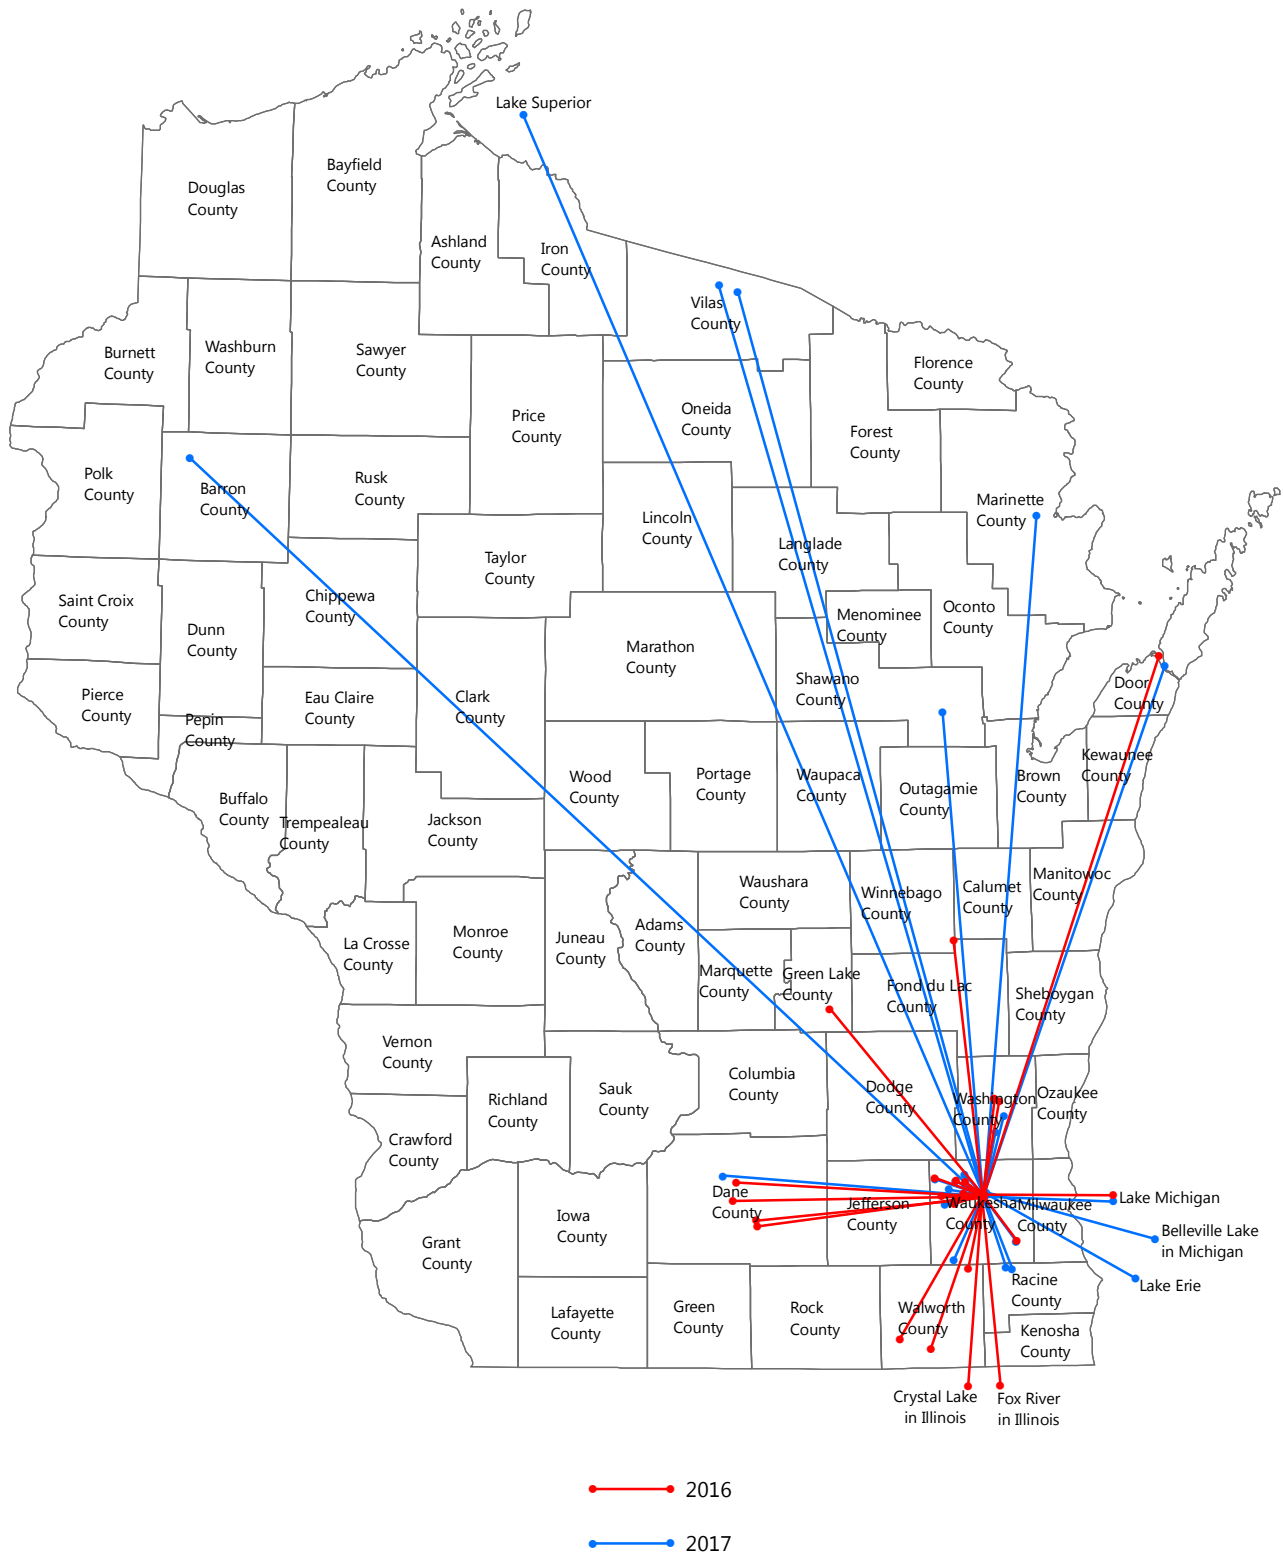 Lake Superior
Bayfield
County
Douglas
County
Ashland
County
Iron
County
Vilas
County
Burnett
County
Washburn
County
Sawyer
County
Florence
County
Price
County
Oneida
County
Forest
County
Polk
County
Barron
County
Rusk
County
Lincoln
County
Marinette
County
Taylor
County
Langlade
County
Saint Croix
County
Chippewa
County
Dunn
County
Marathon
County
Menominee
County
Oconto
County
Pierce
County
Pepin
County
Eau Claire
County
Clark
County
Shawano
County
Door
County
Buffalo
County
Trempealeau
County
Jackson
County
Wood
County
Portage
County
Waupaca
County
Outagamie
County
Brown
County
Kewaunee
County
La Crosse
County
Monroe
County
Juneau
County
Adams
County
Waushara
County
Winnebago
County
Calumet
County
Manitowoc
County
Marquette
County
Green Lake
County
Fond du Lac
County
Sheboygan
County
Vernon
County
Richland
County
Sauk
County
Columbia
County
Dodge
County
Washington
County
Ozaukee
County
Crawford
County
Grant
County
Iowa
County
Dane
County
Jefferson
County
Waukesha
County
Milwaukee
County
Lake Michigan
Belleville Lake
in Michigan
Lake Erie
Lafayette
County
Green
County
Rock
County
Walworth
County
Racine
County
Kenosha
County
Crystal Lake
in Illinois
Fox River
in Illinois
2016
2017